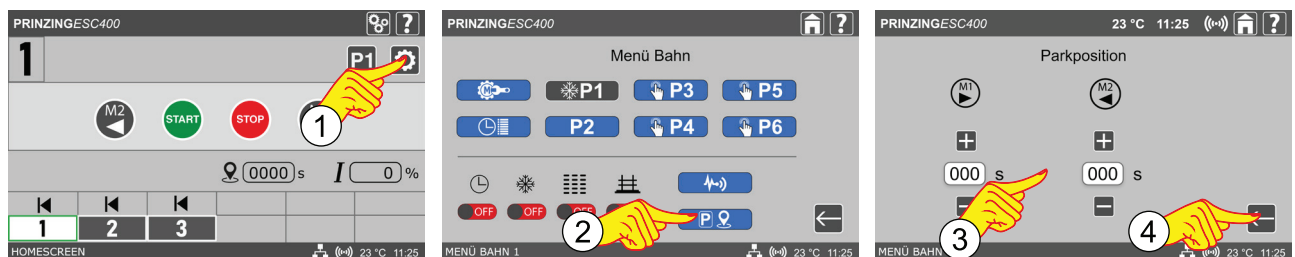 PRINZINGESC400 ?
1 P1
M2 START STOP
1
0000 s I 0 %
1 2 3
HOMESCREEN 23 °C 11:25
PRINZINGESC400 ?
Menü Bahn
M P1 P3 P5
P2 P4 P6
OFF OFF OFF
2 P
MENÜ BAHN 1 23 °C 11:25
PRINZINGESC400 23 °C 11:25 ?
Parkposition
M1 M2
000 s 000 s
3 4
MENÜ BAHN 23 °C 11:25